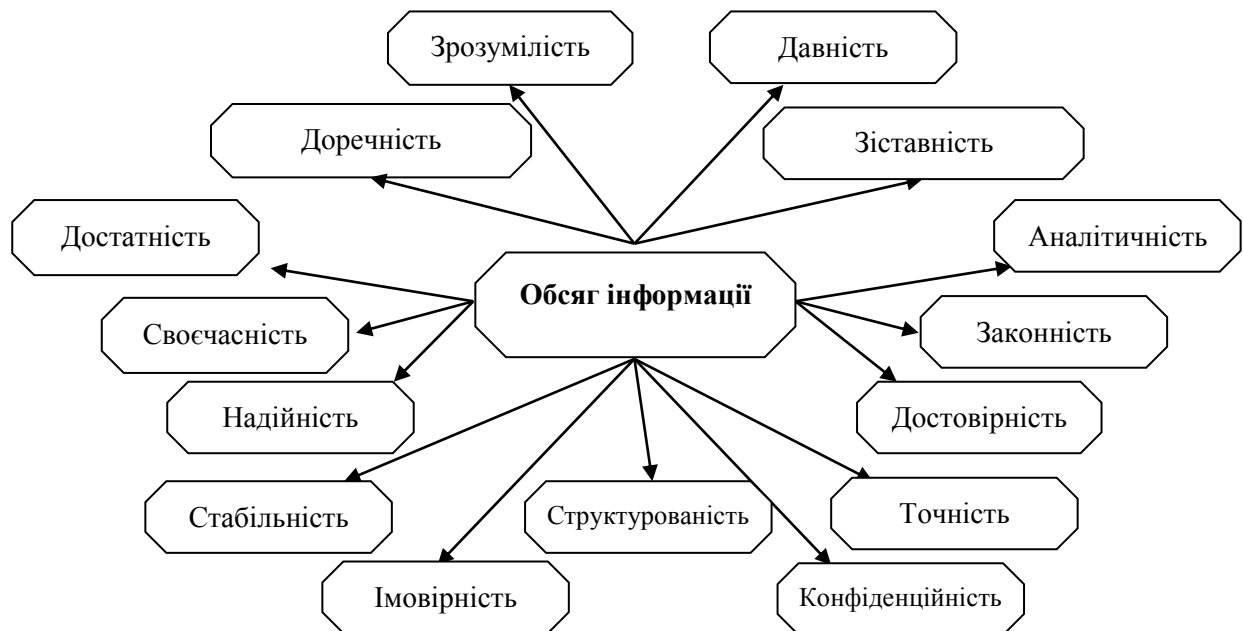 Зрозумілість
Давність
Доречність
Зіставність
Достатність
Аналітичність
Обсяг інформації
Своєчасність
Законність
Надійність
Достовірність
Стабільність
Структурованість
Точність
Імовірність
Конфіденційність